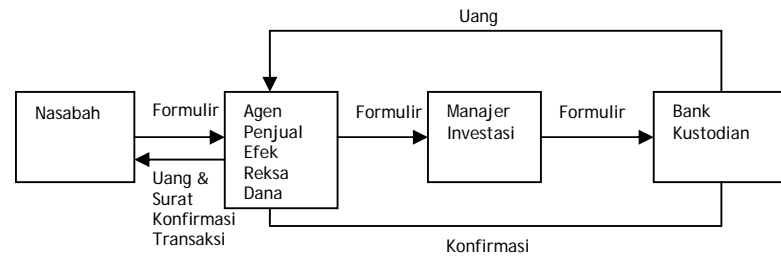 Uang
Nasabah
Formulir
Agen
Penjual
Efek
Reksa
Dana
Formulir
Manajer
Investasi
Formulir
Bank
Kustodian
Uang &
Surat
Konfirmasi
Transaksi
Konfirmasi